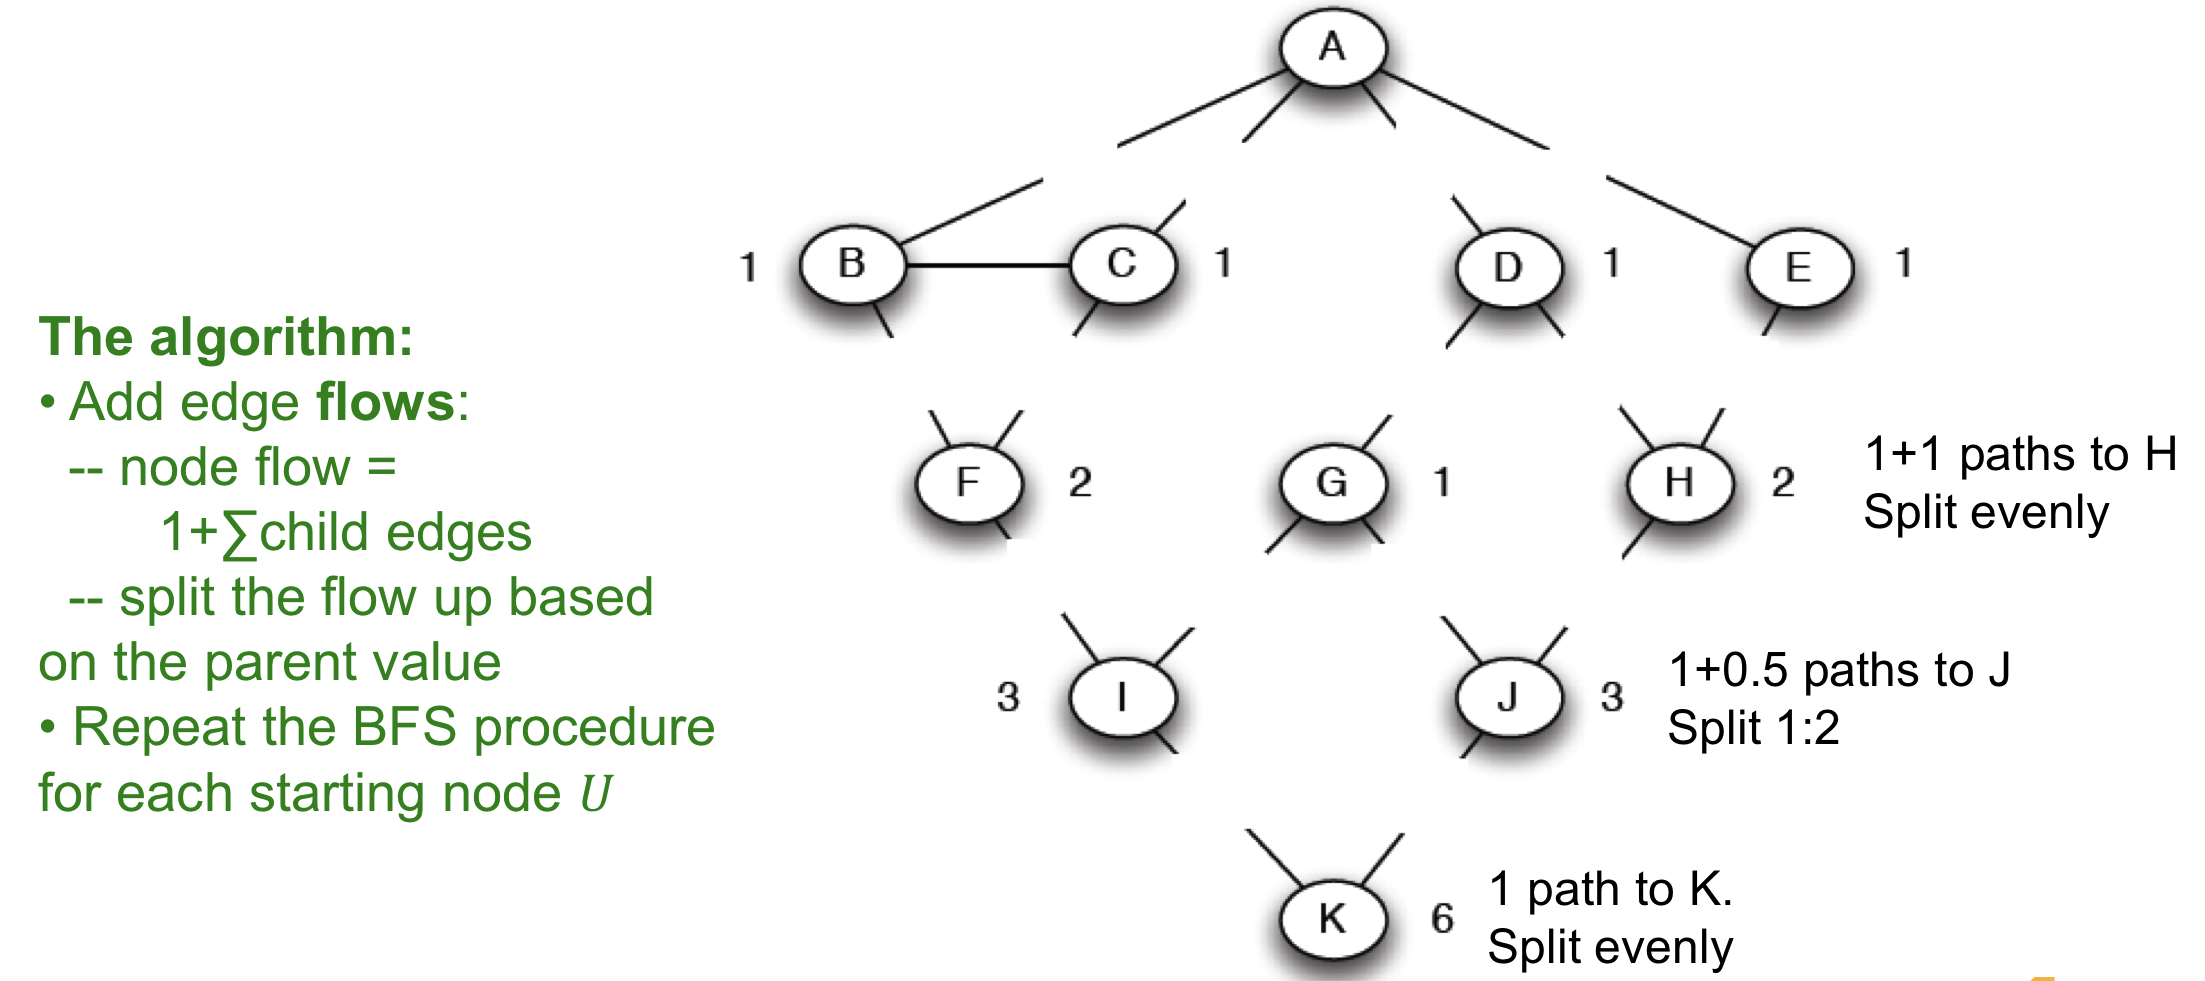 The algorithm:
• Add edge flows:
-- node flow =
1+∑child edges
-- split the flow up based
on the parent value
• Repeat the BFS procedure
for each starting node U
A
1 B C 1 D 1 E 1
F 2 G 1 H 2
1+1 paths to H
Split evenly
3 I J 3
1+0.5 paths to J
Split 1:2
K 6
1 path to K.
Split evenly